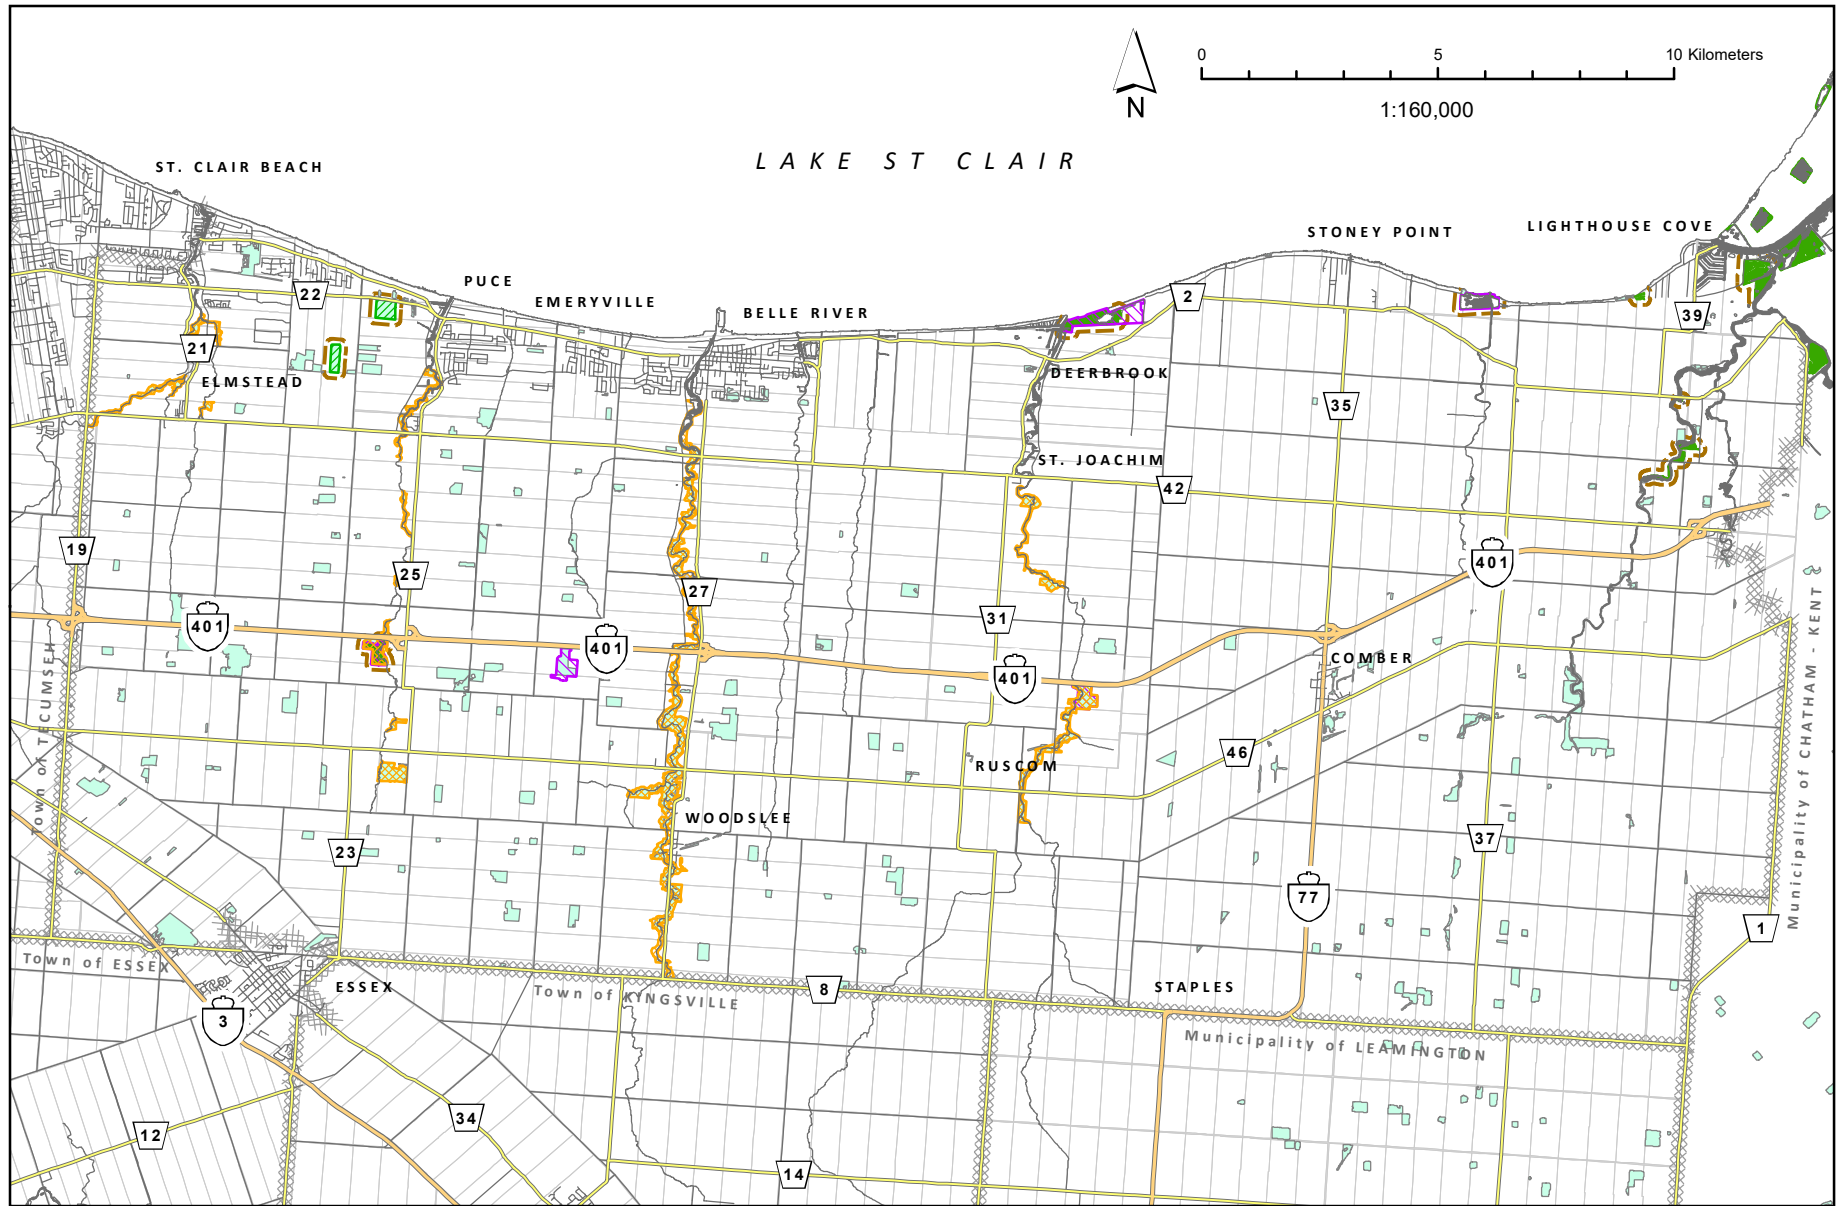 0 5 10 Kilometers
N 1:160,000
LAKE ST CLAIR
ST. CLAIR BEACH
STONEY POINT
LIGHTHOUSE COVE
PUCE
22
EMERYVILLE
2
BELLE RIVER
39
21
ELMSTEAD
DEERBROOK
35
ST. JOACHIM
42
19
25
401
27
31
401
401
401
COMBER
Town of TECUMSEH
Municipality of CHATHAM - KENT
46
RUSCOM
WOODSLEE
23
37
77
1
Town of ESSEX
ESSEX
Town of KINGSVILLE
8
STAPLES
3
Municipality of LEAMINGTON
34
12
14